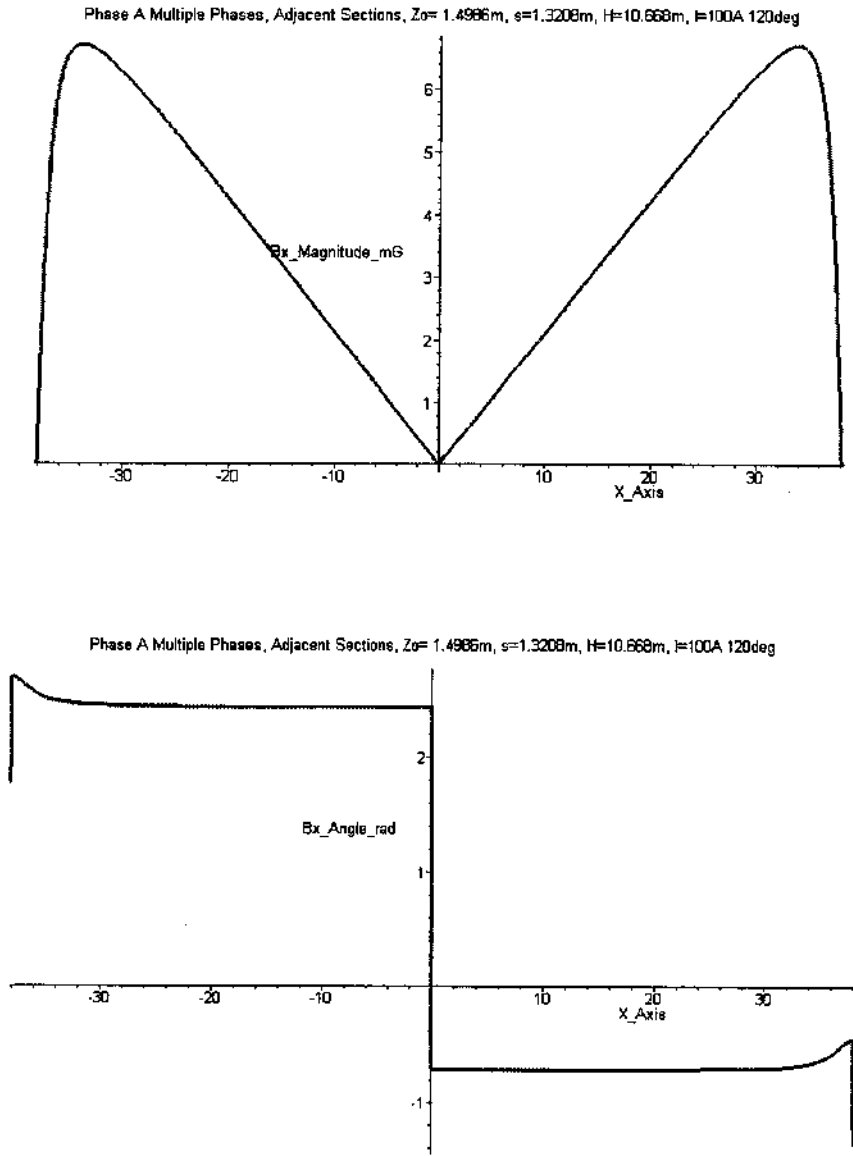 Phase A Multiple Phases, Adjacent Sections, Zo= 1.4986m, s=1.3208m, H=10.668m, I=100A 120deg
6
5
4
Bx_Magnitude_mG
3
2
1
-30 -20 -10 10 20 30
X_Axis
Phase A Multiple Phases, Adjacent Sections, Zo= 1.4986m, s=1.3208m, H=10.668m, I=100A 120deg
2
Bx_Angle_rad
1
-30 -20 -10 10 20 30
X_Axis
-1